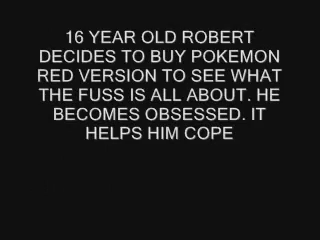 16 YEAR OLD ROBERT
DECIDES TO BUY POKEMON
RED VERSION TO SEE WHAT
THE FUSS IS ALL ABOUT. HE
BECOMES OBSESSED. IT
HELPS HIM COPE